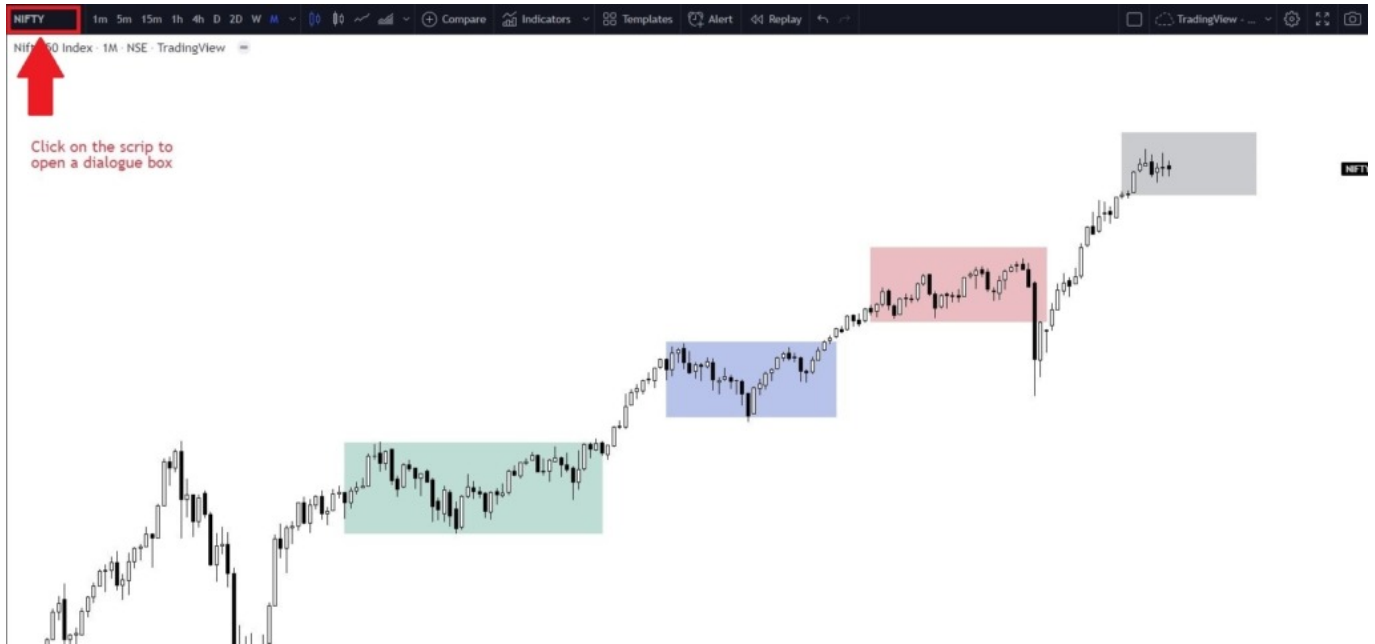 NIFTY 1m 5m 15m 1h 4h D 2D W M Compare Indicators Templates Alert Replay TradingView - ...
Nifty 50 Index · 1M · NSE · TradingView
Click on the scrip to
open a dialogue box
NIFTY